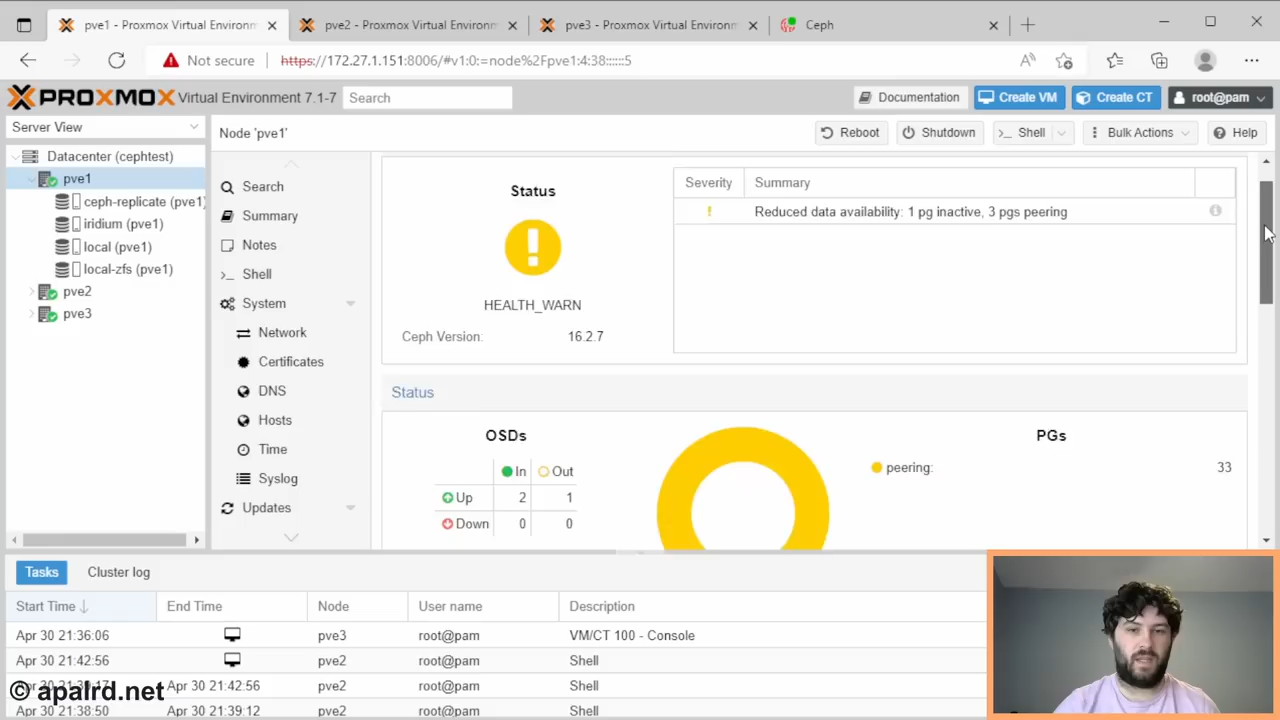 pve1 - Proxmox Virtual Environment
pve2 - Proxmox Virtual Environment
pve3 - Proxmox Virtual Environment
Ceph
Not secure
https://172.27.1.151:8006/#v1:0:=node%2Fpve1:4:38::::::5
PROXMOX Virtual Environment 7.1-7
Search
Documentation
Create VM
Create CT
root@pam
Server View
Node 'pve1'
Reboot
Shutdown
Shell
Bulk Actions
Help
Datacenter (cephtest)
pve1
ceph-replicate (pve1)
iridium (pve1)
local (pve1)
local-zfs (pve1)
pve2
pve3
Search
Summary
Notes
Shell
System
Network
Certificates
DNS
Hosts
Time
Syslog
Updates
Status
HEALTH_WARN
Ceph Version: 16.2.7
Severity Summary
Reduced data availability: 1 pg inactive, 3 pgs peering
Status
OSDs
In Out
Up 2 1
Down 0 0
PGs
peering: 33
Tasks Cluster log
Start Time End Time Node User name Description
Apr 30 21:36:06 pve3 root@pam VM/CT 100 - Console
Apr 30 21:42:56 pve2 root@pam Shell
Apr 30 21:42:56 pve2 root@pam Shell
Apr 30 21:38:50 Apr 30 21:39:12 pve2 root@pam Shell
© apalrd.net